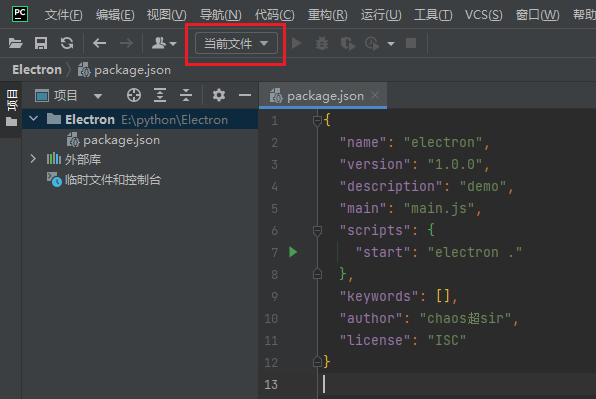 PC 文件(F) 编辑(E) 视图(V) 导航(N) 代码(C) 重构(R) 运行(U) 工具(T) VCS(S) 窗口(W) 帮助
当前文件
Electron package.json
项目
项目
package.json
Electron E:\python\Electron
package.json
外部库
临时文件和控制台
1 {
2 "name": "electron",
3 "version": "1.0.0",
4 "description": "demo",
5 "main": "main.js",
6 "scripts": {
7 "start": "electron ."
8 },
9 "keywords": [],
10 "author": "chaos超sir",
11 "license": "ISC"
12 }
13